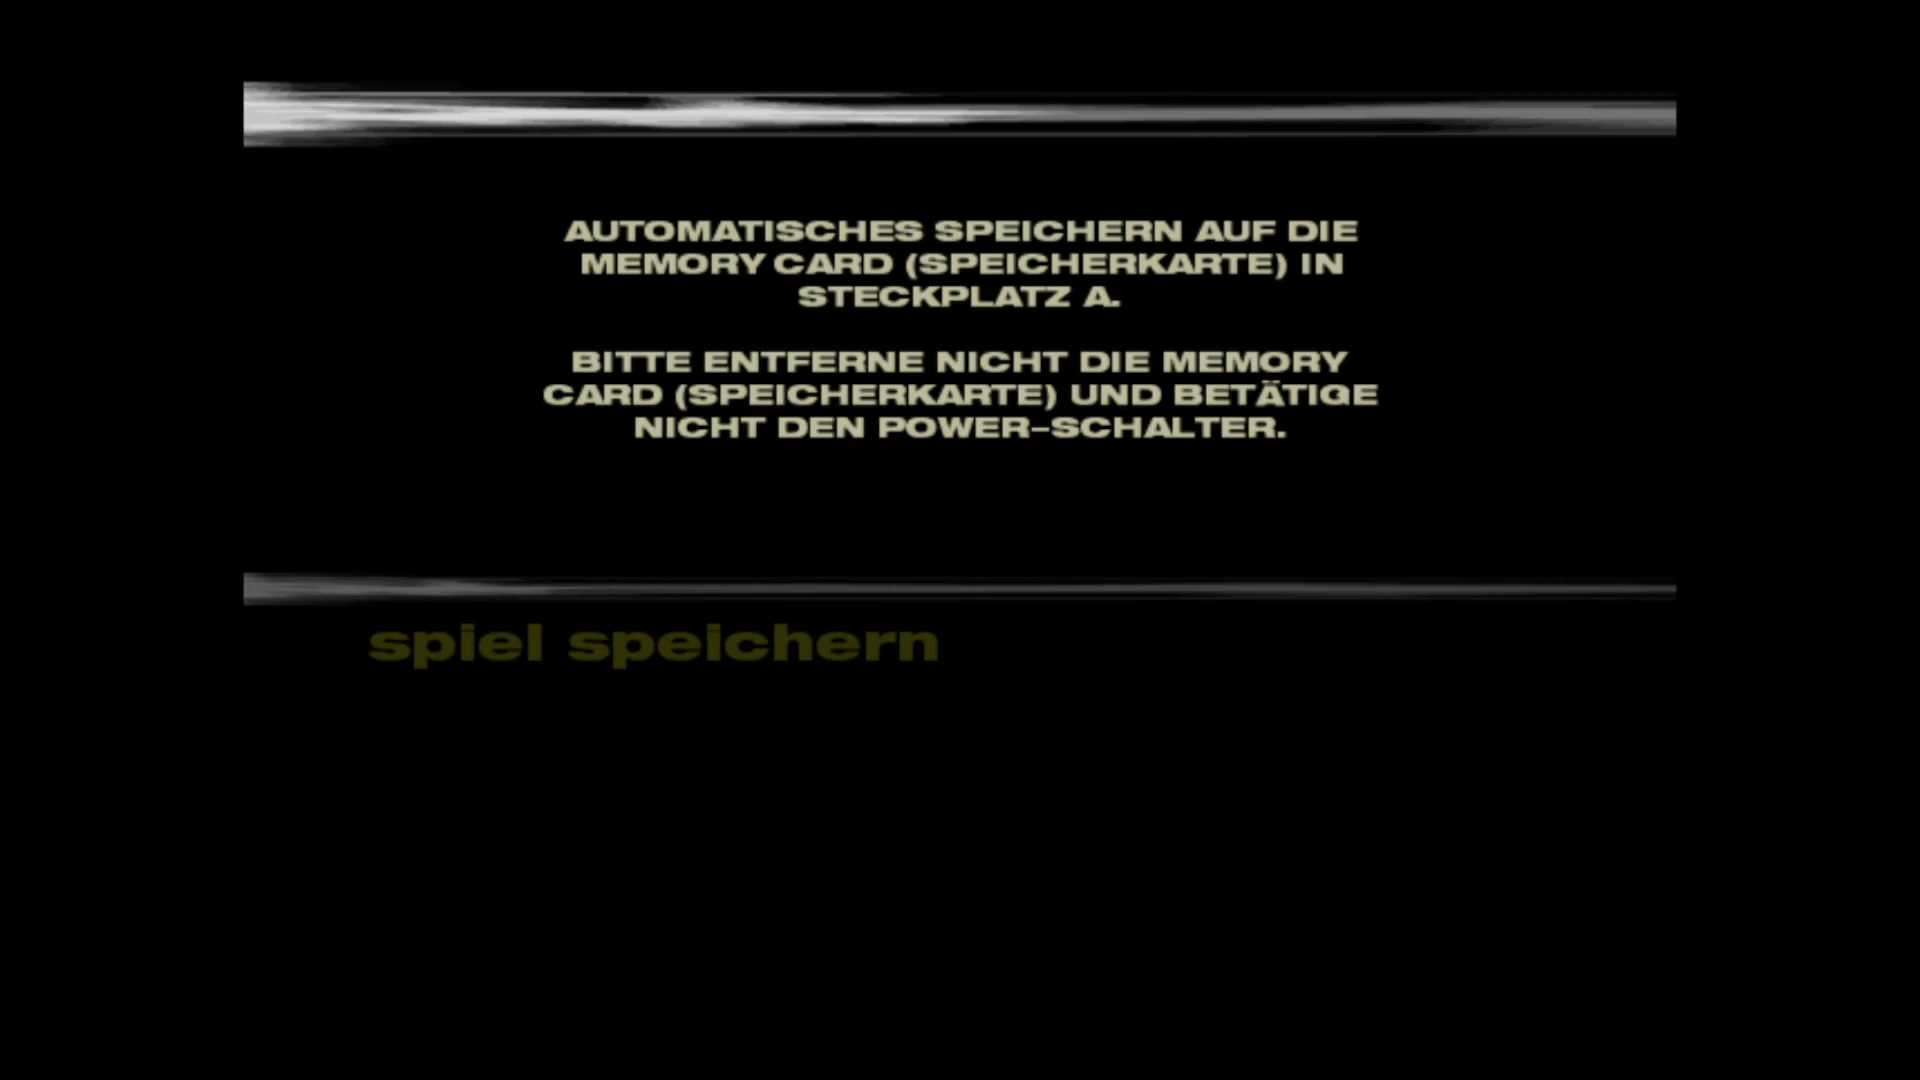 AUTOMATISCHES SPEICHERN AUF DIE
MEMORY CARD (SPEICHERKARTE) IN
STECKPLATZ A.
BITTE ENTFERNE NICHT DIE MEMORY
CARD (SPEICHERKARTE) UND BETÄTIGE
NICHT DEN POWER-SCHALTER.
spiel speichern